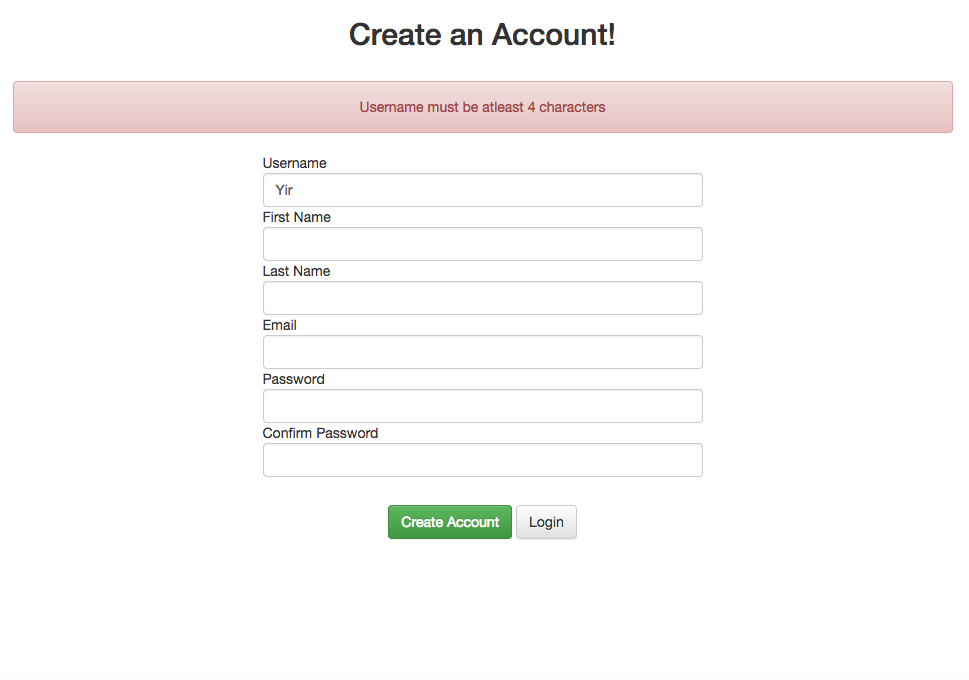 Create an Account!
Username must be atleast 4 characters
Username
Yir
First Name
Last Name
Email
Password
Confirm Password
Create Account Login